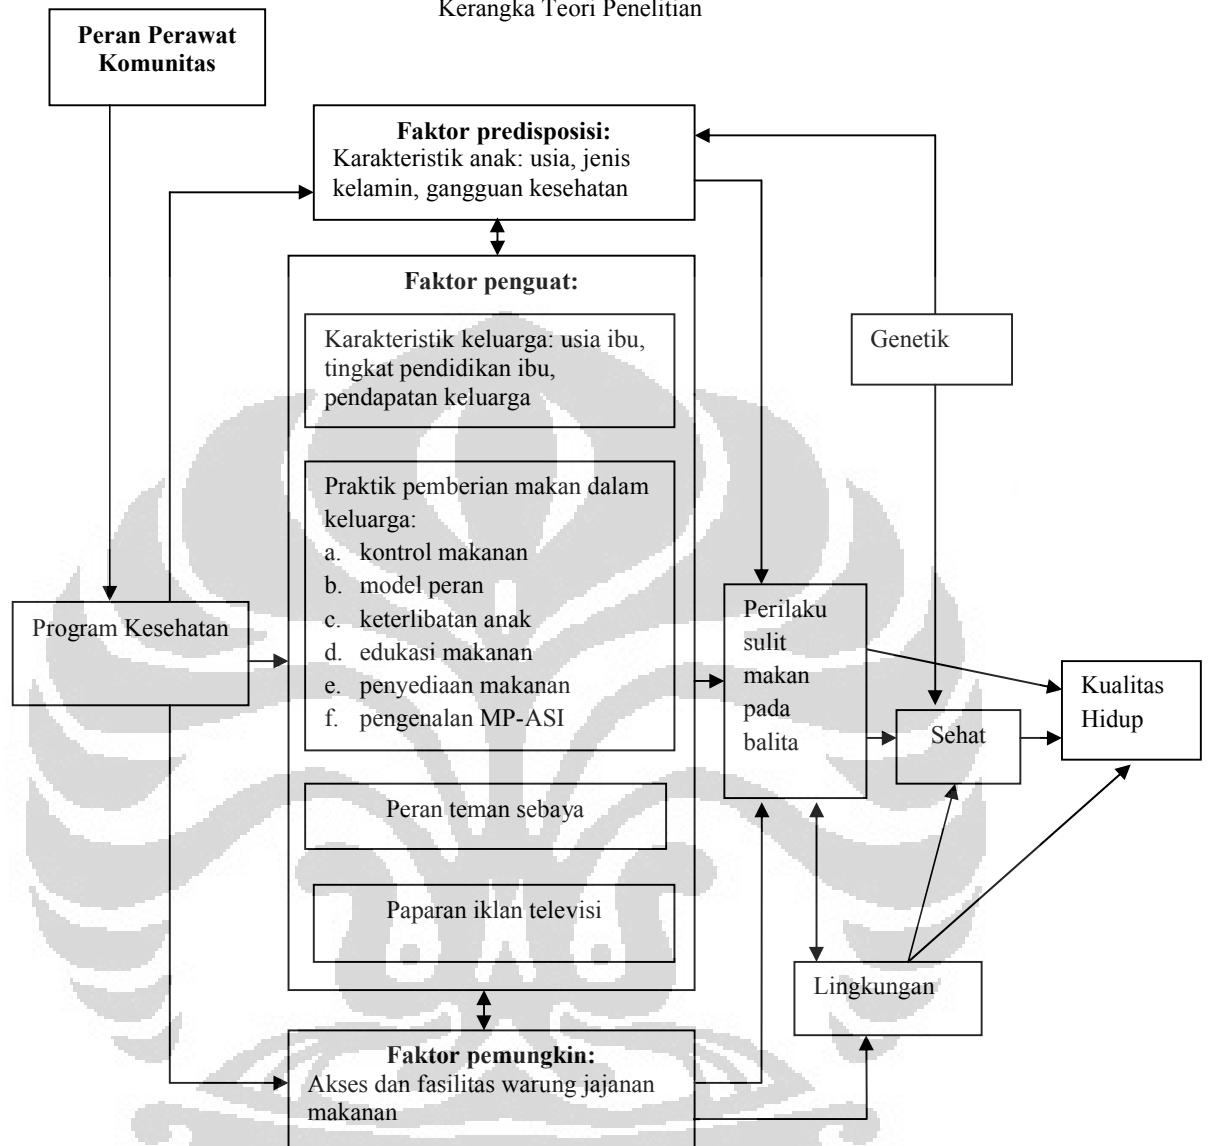 Kerangka Teori Penelitian
Peran Perawat
Komunitas
Faktor predisposisi:
Karakteristik anak: usia, jenis
kelamin, gangguan kesehatan
Faktor penguat:
Karakteristik keluarga: usia ibu,
tingkat pendidikan ibu,
pendapatan keluarga
Genetik
Praktik pemberian makan dalam
keluarga:
a. kontrol makanan
b. model peran
c. keterlibatan anak
d. edukasi makanan
e. penyediaan makanan
f. pengenalan MP-ASI
Program Kesehatan
Perilaku
sulit
makan
pada
balita
Sehat
Kualitas
Hidup
Peran teman sebaya
Paparan iklan televisi
Lingkungan
Faktor pemungkin:
Akses dan fasilitas warung jajanan
makanan